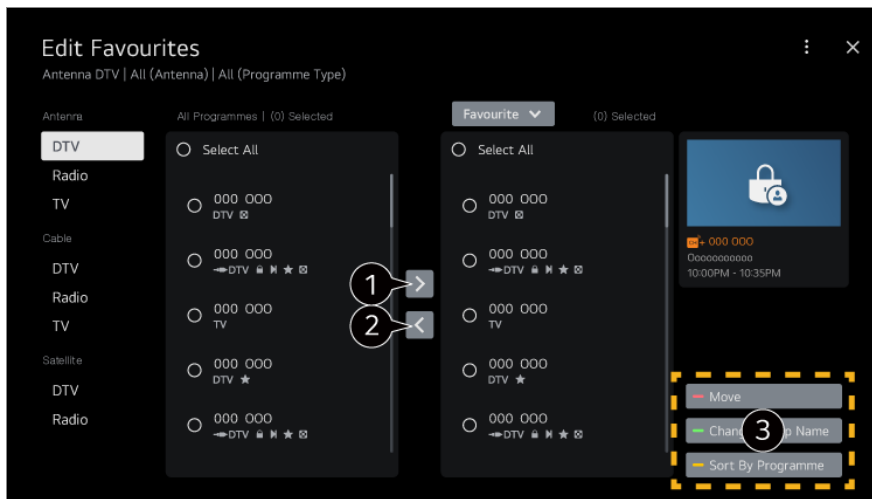 Edit Favourites
Antenna DTV | All (Antenna) | All (Programme Type)
Antenna
DTV
Radio
TV
Cable
DTV
Radio
TV
Satellite
DTV
Radio
All Programmes | (0) Selected
Select All
000 000
DTV
000 000
DTV
000 000
TV
000 000
DTV
000 000
DTV
1
2
Favourite
(0) Selected
Select All
000 000
DTV
000 000
DTV
000 000
TV
000 000
DTV
000 000
DTV
000 000
Oooooooooo
10:00PM - 10:35PM
Move
3
Name
Sort By Programme